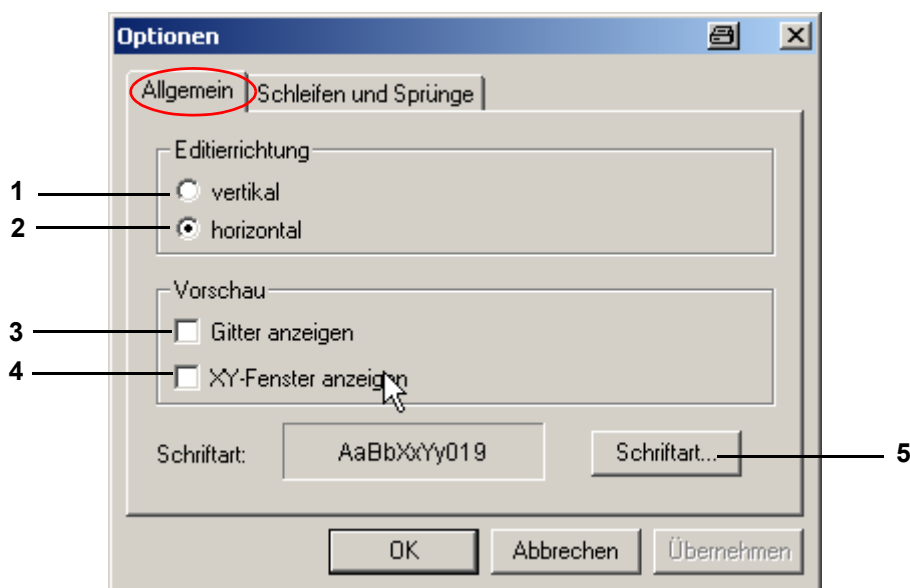 Optionen
Allgemein Schleifen und Sprünge
Editierrichtung
1 vertikal
2 horizontal
Vorschau
3 Gitter anzeigen
4 XY-Fenster anzeigen
Schriftart: AaBbXxYy019 Schriftart... 5
OK Abbrechen Übernehmen